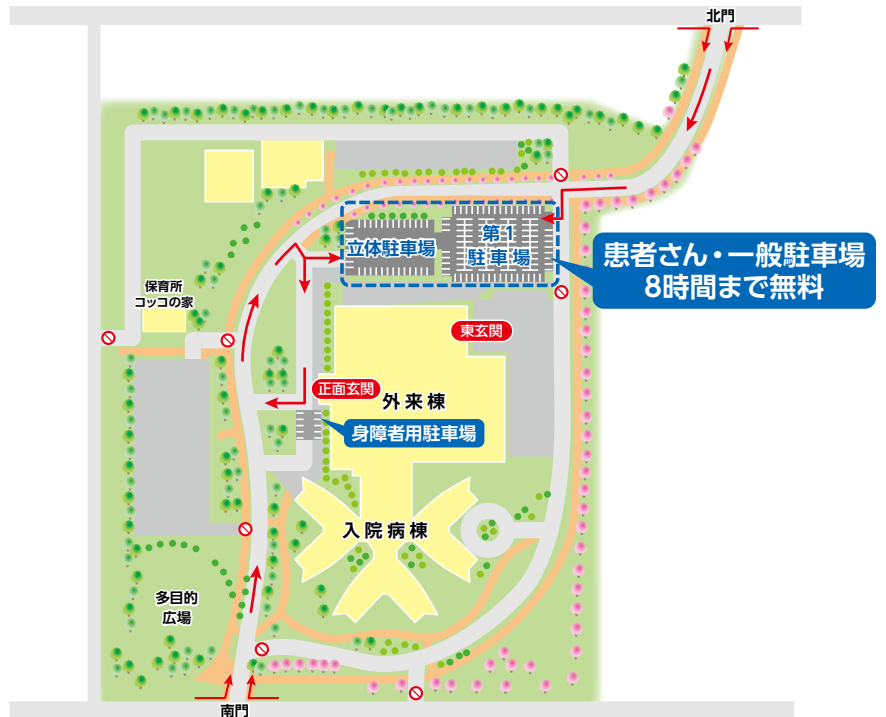 北門
立体駐車場
第1
駐車場
患者さん・一般駐車場
8時間まで無料
保育所
コッコの家
東玄関
正面玄関
外来棟
身障者用駐車場
入院病棟
多目的
広場
南門